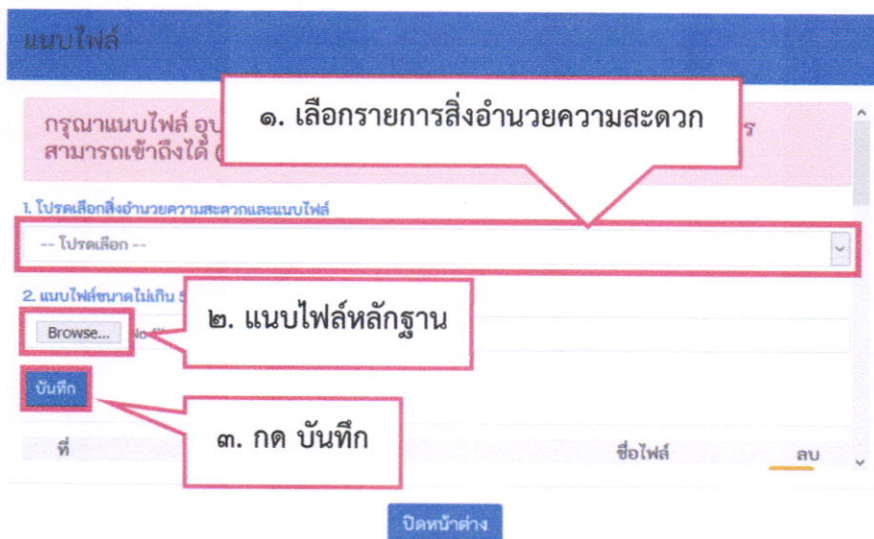 แนบไฟล์
๑. เลือกรายการสิ่งอำนวยความสะดวก
กรุณาแนบไฟล์ อุป
ร
สามารถเข้าถึงได้ (
1. โปรดเลือกสิ่งอำนวยความสะดวกและแนบไฟล์
-- โปรดเลือก --
2. แนบไฟล์ขนาดไม่เกิน 5
๒. แนบไฟล์หลักฐาน
Browse...
บันทึก
๓. กด บันทึก
ที่ ชื่อไฟล์ ลบ
ปิดหน้าต่าง